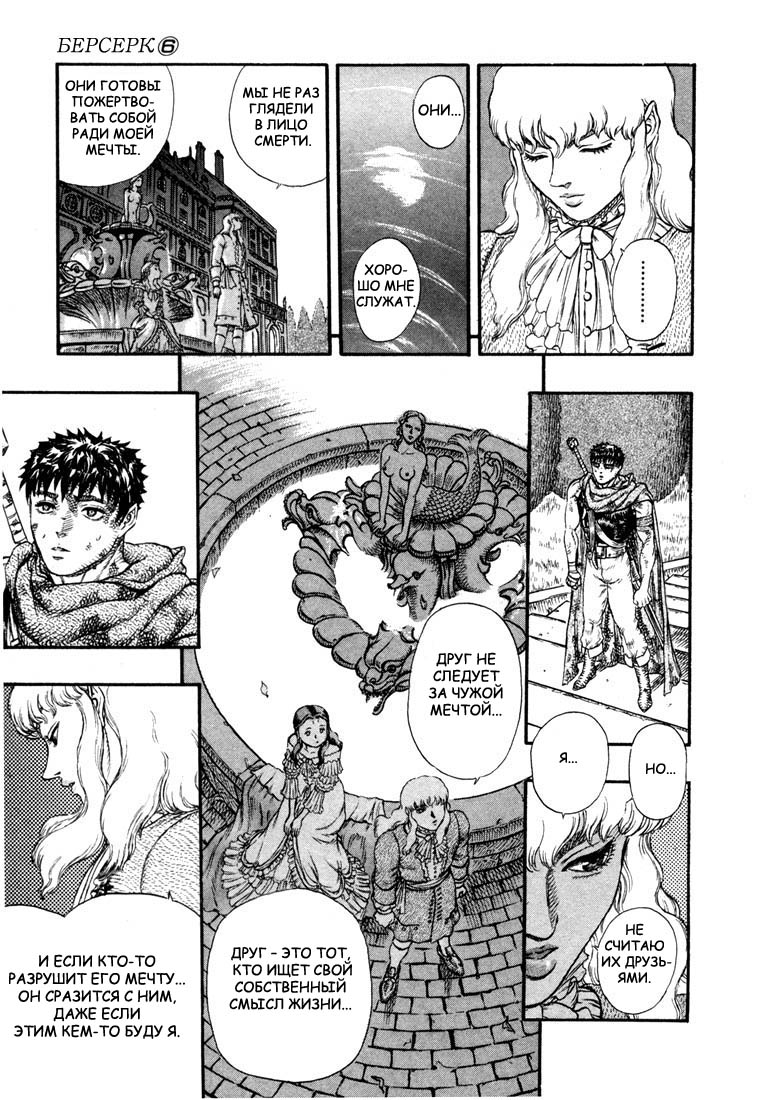 БЕРСЕРК 6
..........
ОНИ...
ХОРО-
ШО МНЕ
СЛУЖАТ.
МЫ НЕ РАЗ
ГЛЯДЕЛИ
В ЛИЦО
СМЕРТИ.
ОНИ ГОТОВЫ
ПОЖЕРТВО-
ВАТЬ СОБОЙ
РАДИ МОЕЙ
МЕЧТЫ.
НО...
Я...
НЕ
СЧИТАЮ
ИХ ДРУЗЬ-
ЯМИ.
ДРУГ НЕ
СЛЕДУЕТ
ЗА ЧУЖОЙ
МЕЧТОЙ...
ДРУГ – ЭТО ТОТ,
КТО ИЩЕТ СВОЙ
СОБСТВЕННЫЙ
СМЫСЛ ЖИЗНИ...
И ЕСЛИ КТО-ТО
РАЗРУШИТ ЕГО МЕЧТУ...
ОН СРАЗИТСЯ С НИМ,
ДАЖЕ ЕСЛИ
ЭТИМ КЕМ-ТО БУДУ Я.